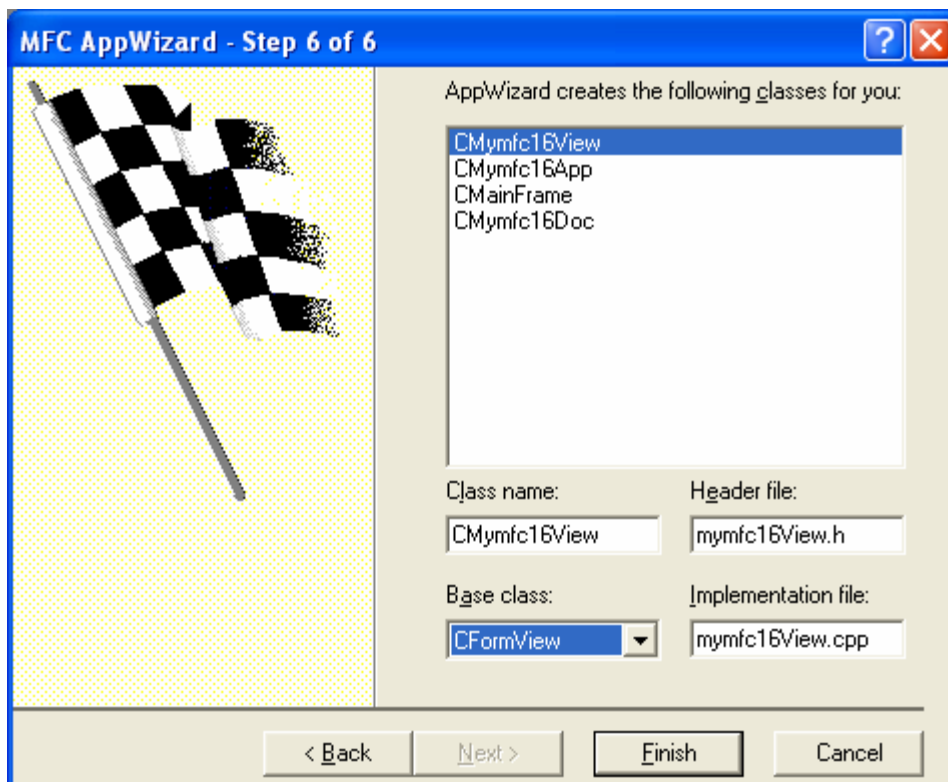 MFC AppWizard - Step 6 of 6
?
AppWizard creates the following classes for you:
CMymfc16View
CMymfc16App
CMainFrame
CMymfc16Doc
Class name:
Header file:
CMymfc16View
mymfc16View.h
Base class:
Implementation file:
CFormView
mymfc16View.cpp
< Back
Next >
Finish
Cancel